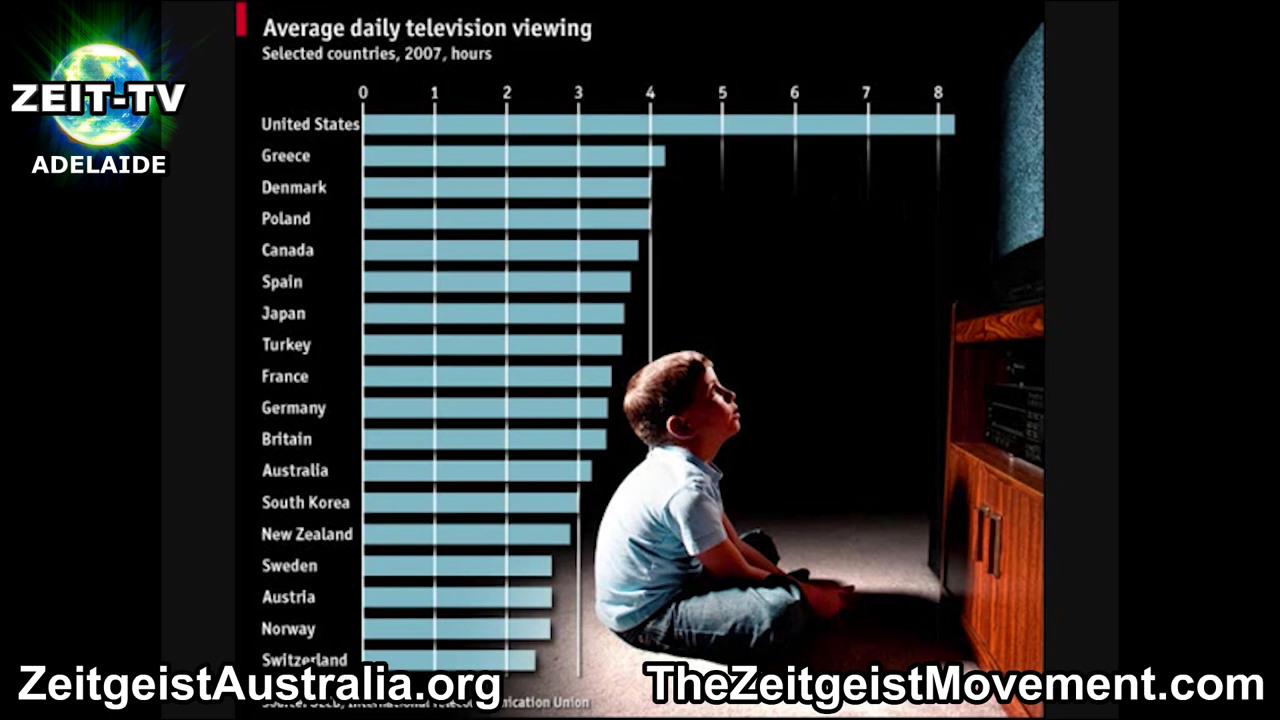 Average daily television viewing
Selected countries, 2007, hours
ZEIT-TV
ADELAIDE
0 1 2 3 4 5 6 7 8
United States
Greece
Denmark
Poland
Canada
Spain
Japan
Turkey
France
Germany
Britain
Australia
South Korea
New Zealand
Sweden
Austria
Norway
Switzerland
ZeitgeistAustralia.org
TheZeitgeistMovement.com
Union